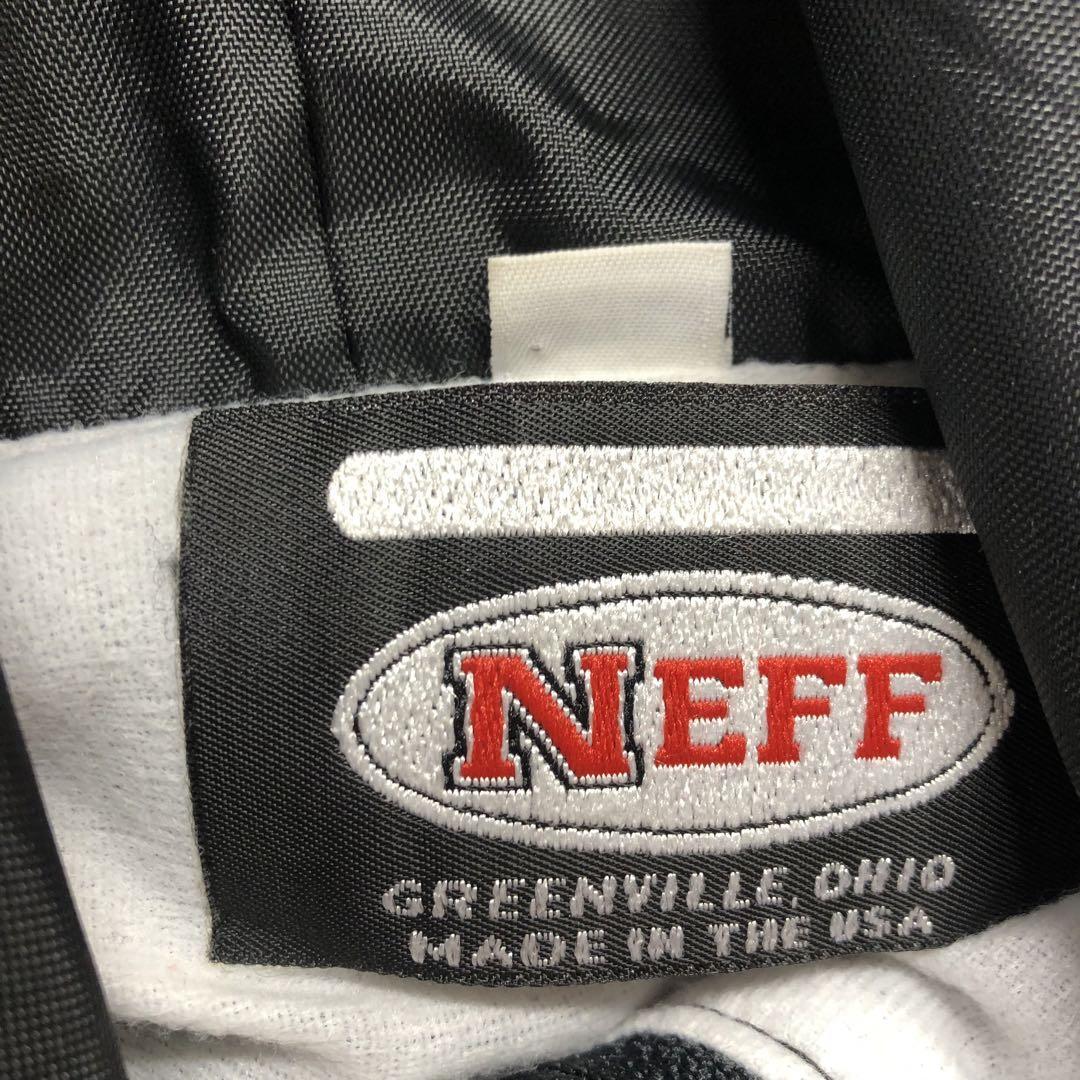 NEFF
GREENVILLE, OHIO
MADE IN THE USA